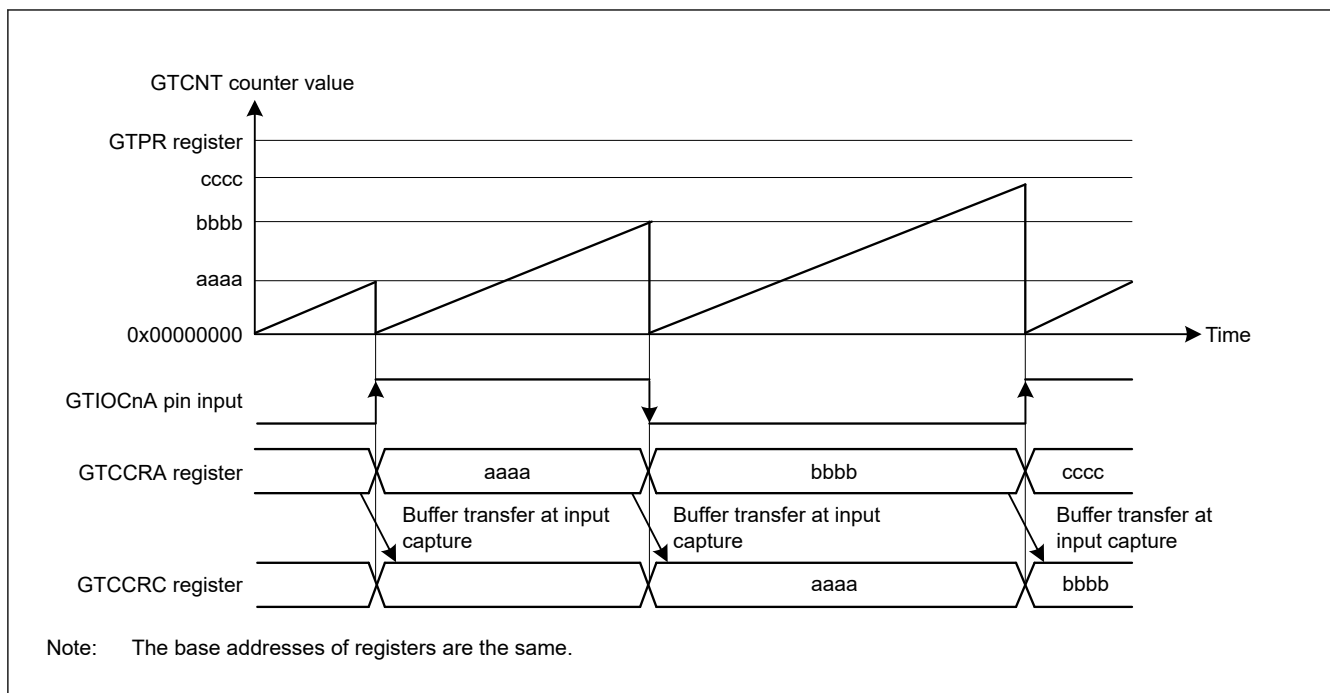 GTCNT counter value
GTPR register
cccc
bbbb
aaaa
0x00000000
Time
GTIOCnA pin input
GTCCRA register
aaaa
bbbb
cccc
Buffer transfer at input
capture
Buffer transfer at input
capture
Buffer transfer at
input capture
GTCCRC register
aaaa
bbbb
Note: The base addresses of registers are the same.